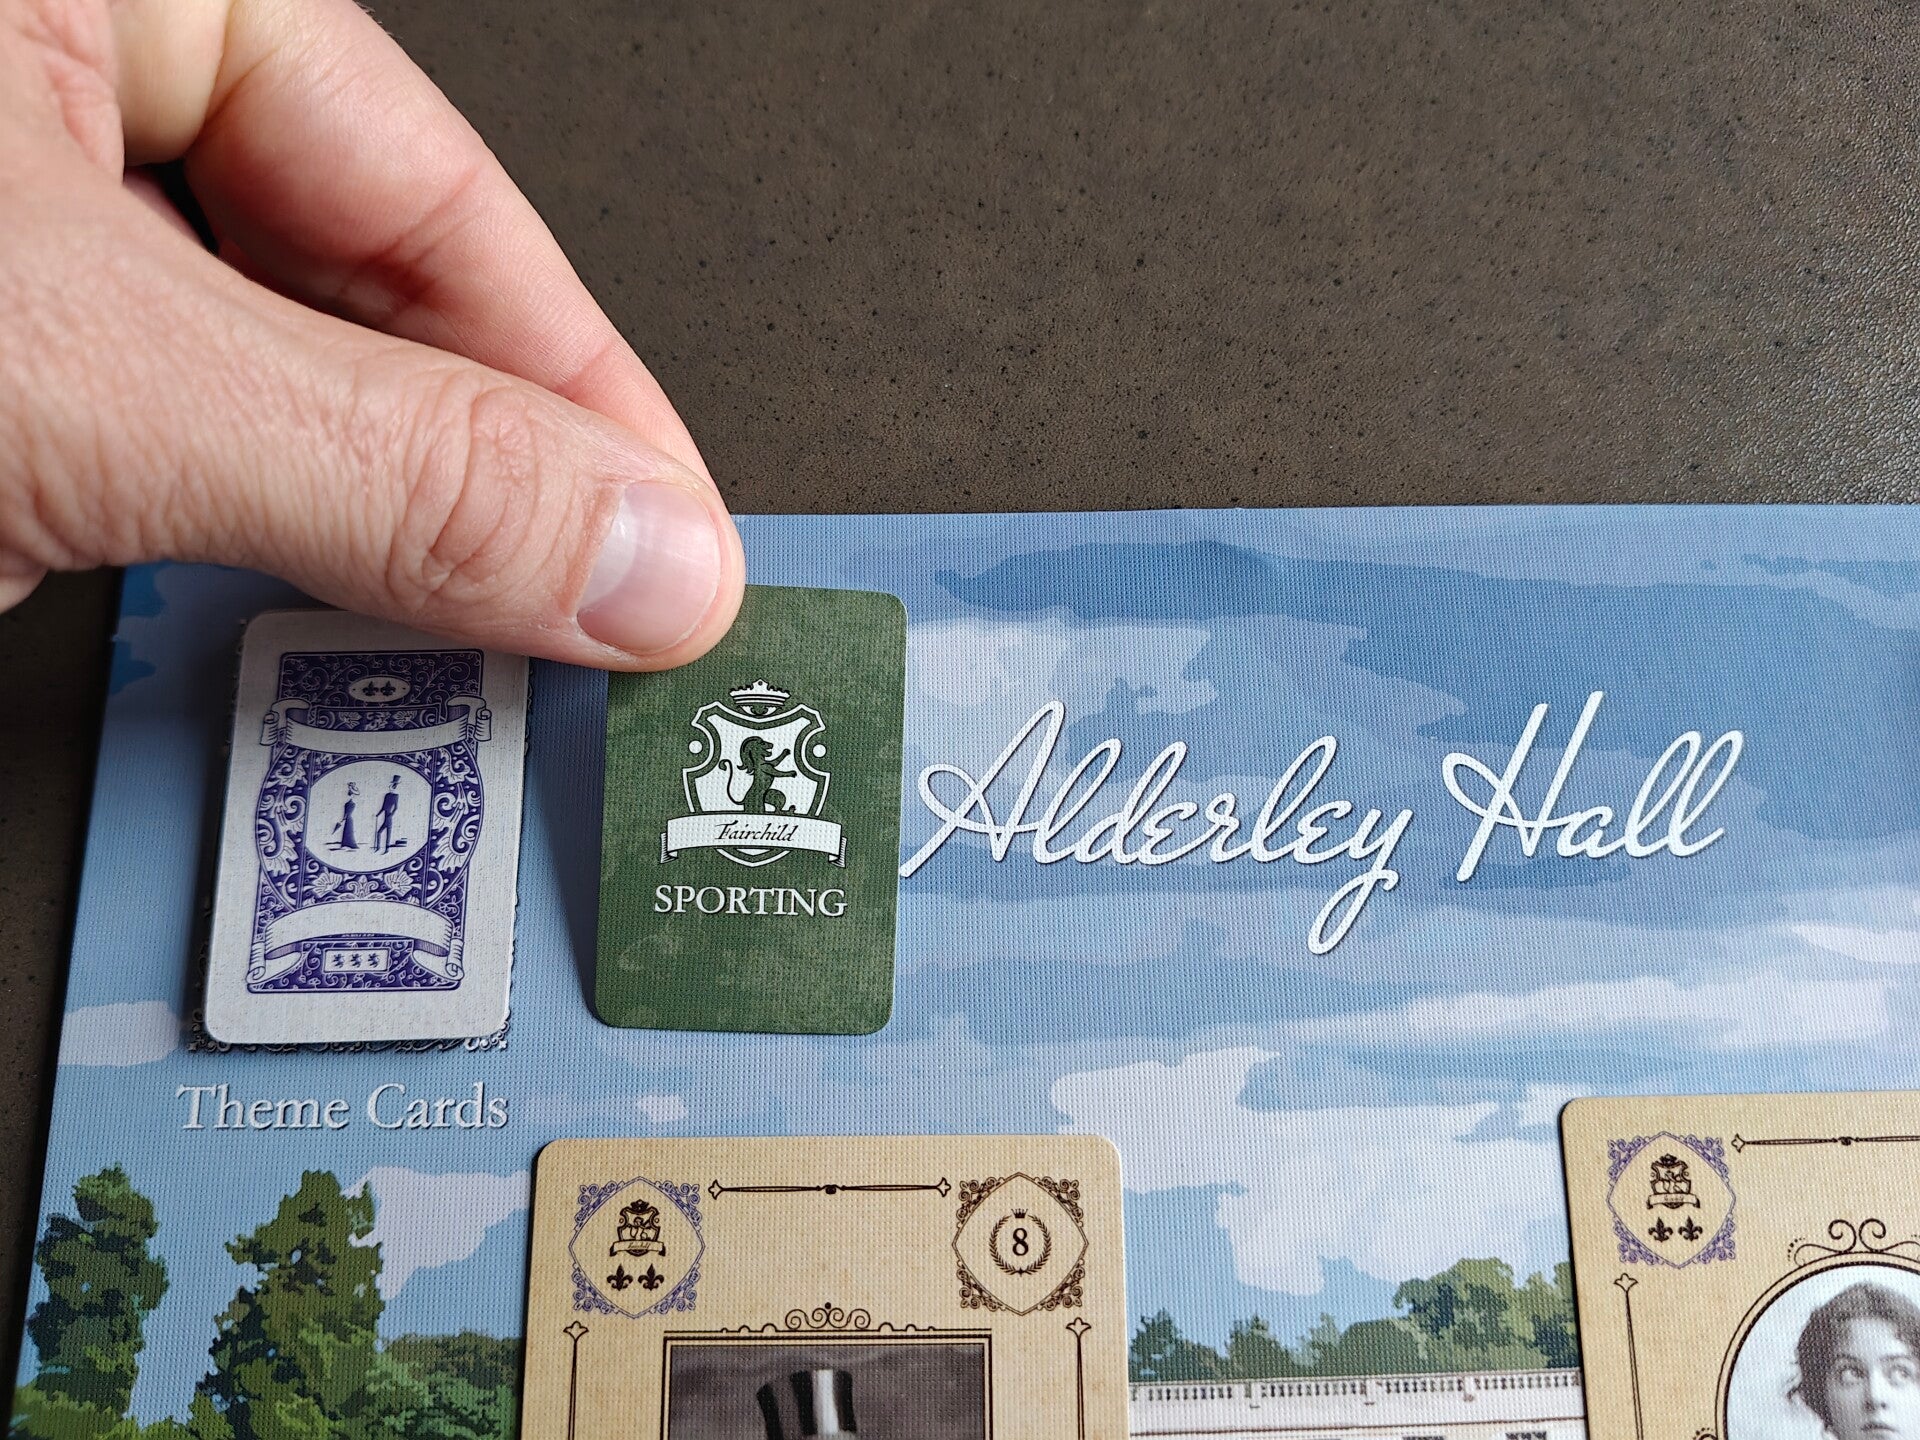 Fairchild
SPORTING
Alderley Hall
Theme Cards
8